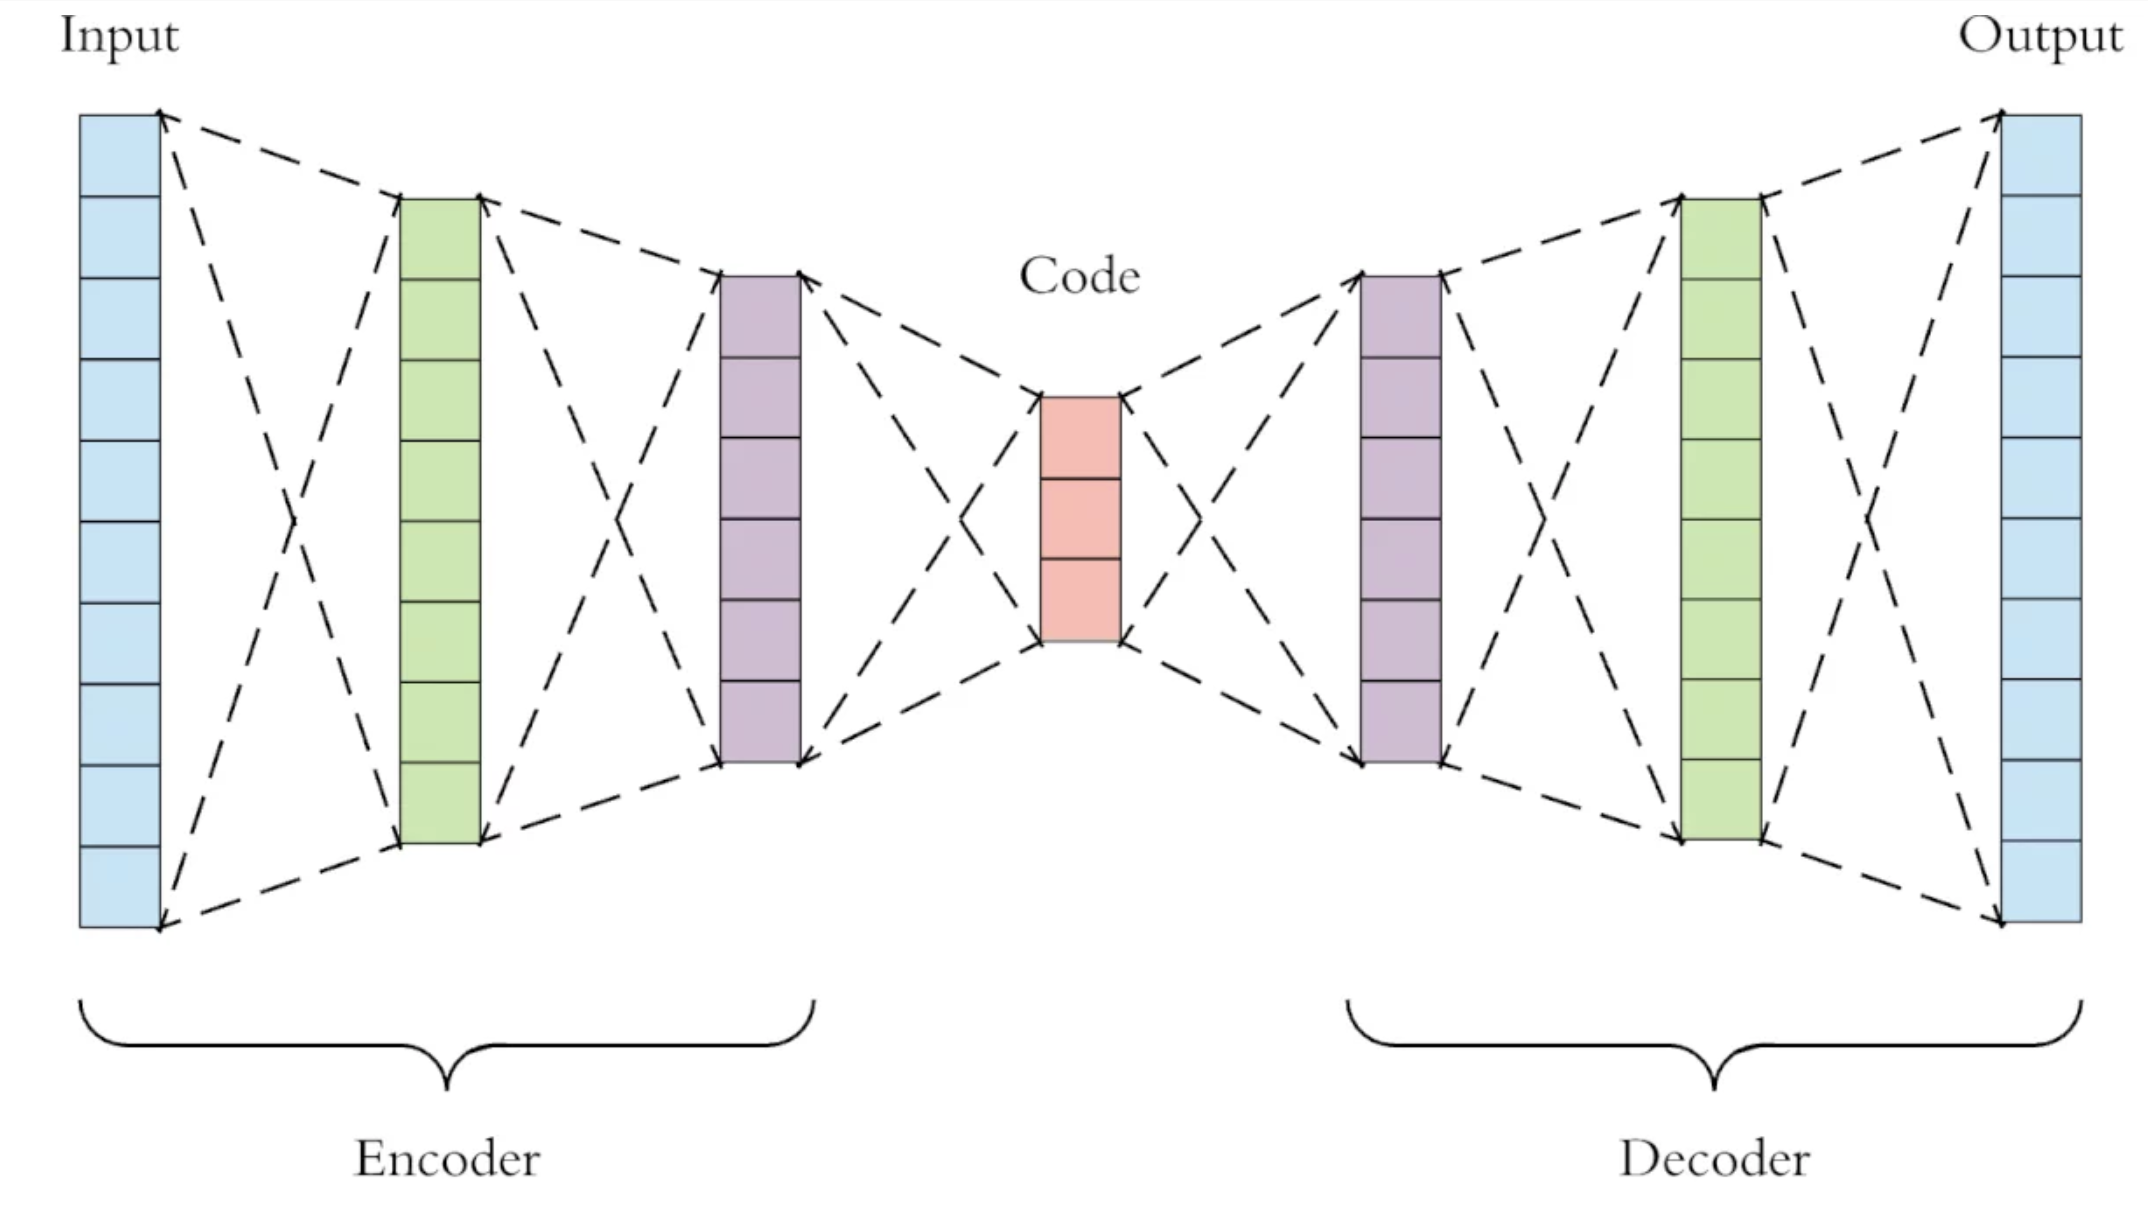 Input
Output
Code
Encoder
Decoder